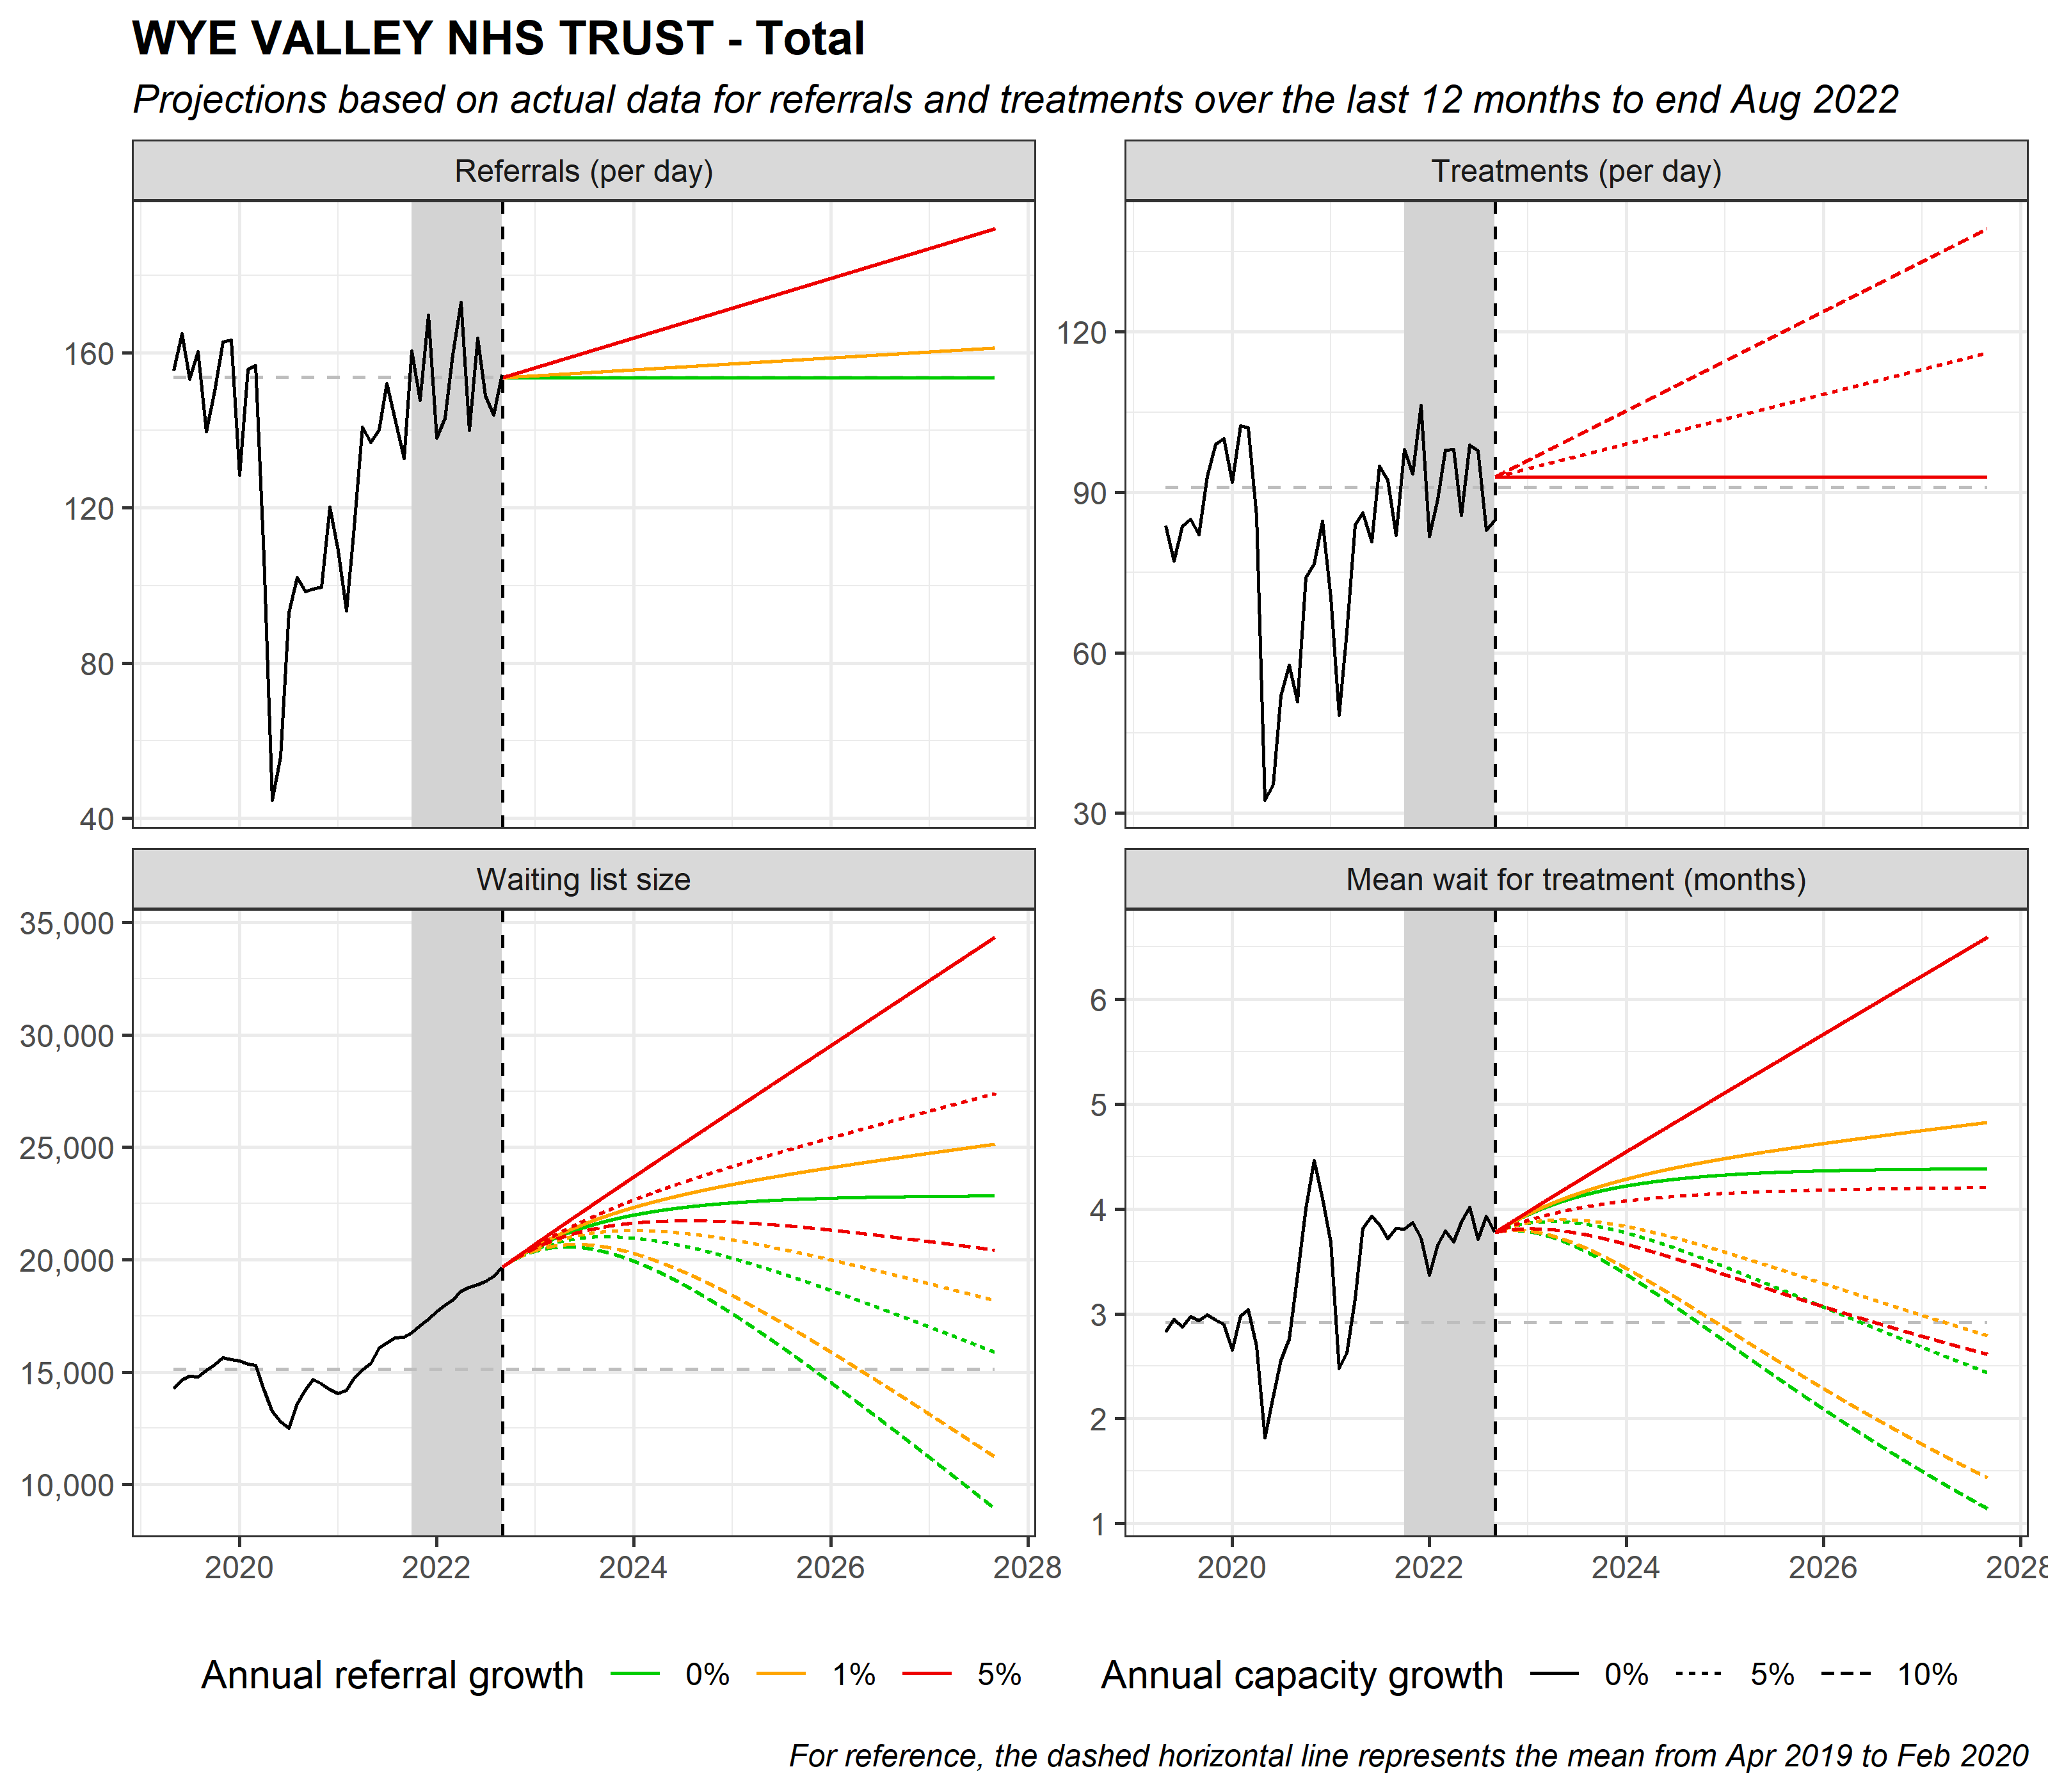 WYE VALLEY NHS TRUST - Total
Projections based on actual data for referrals and treatments over the last 12 months to end Aug 2022
Referrals (per day)
160
120
80
40
Treatments (per day)
120
90
60
30
Waiting list size
35,000
30,000
25,000
20,000
15,000
10,000
2020 2022 2024 2026 2028
Mean wait for treatment (months)
6
5
4
3
2
1
2020 2022 2024 2026 2028
Annual referral growth 0% 1% 5%
Annual capacity growth 0% 5% 10%
For reference, the dashed horizontal line represents the mean from Apr 2019 to Feb 2020